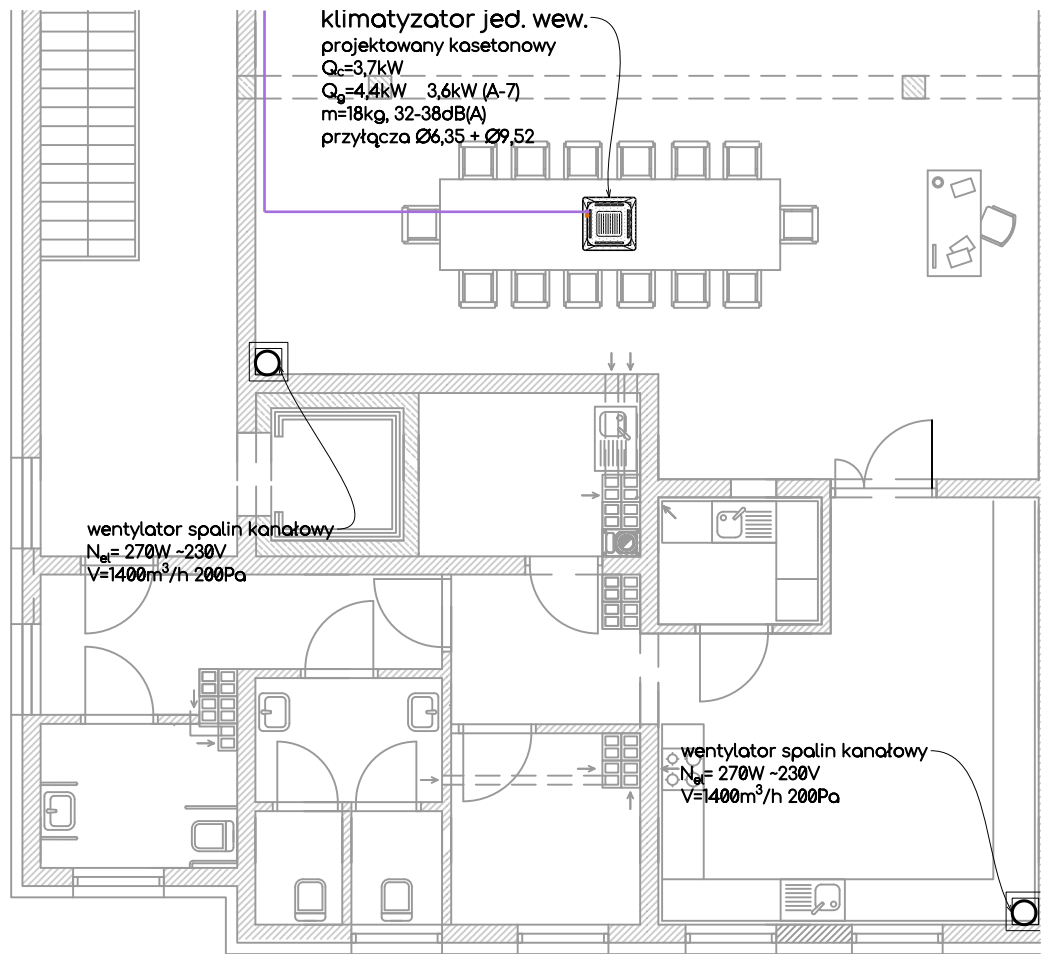 klimatyzator jed. wew.
projektowany kasetonowy
Qc=3,7kW
Qg=4,4kW 3,6kW (A-7)
m=18kg, 32-38dB(A)
przyłącza Ø6,35 + Ø9,52
wentylator spalin kanałowy
Nel= 270W ~230V
V=1400m³/h 200Pa
wentylator spalin kanałowy
Nel= 270W ~230V
V=1400m³/h 200Pa